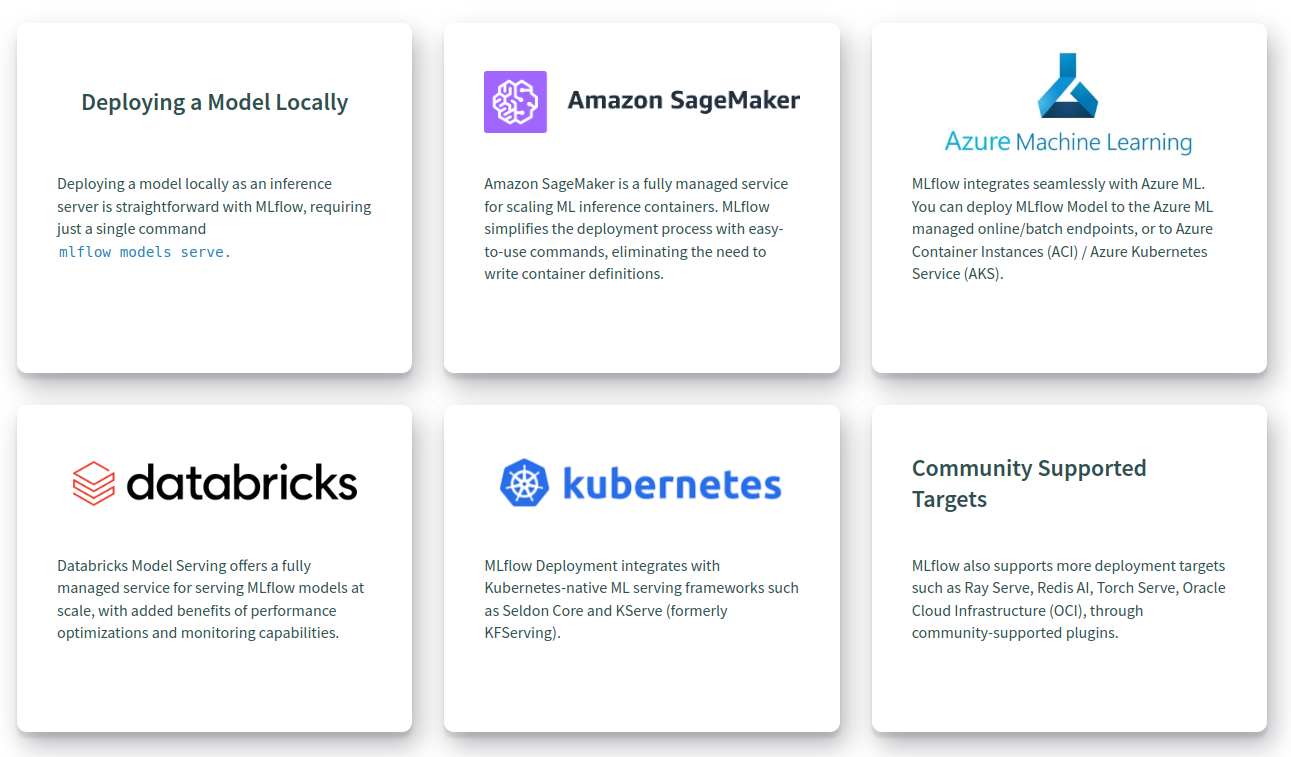 Deploying a Model Locally
Deploying a model locally as an inference
server is straightforward with MLflow, requiring
just a single command
mlflow models serve.
Amazon SageMaker
Amazon SageMaker is a fully managed service
for scaling ML inference containers. MLflow
simplifies the deployment process with easy-
to-use commands, eliminating the need to
write container definitions.
Azure Machine Learning
MLflow integrates seamlessly with Azure ML.
You can deploy MLflow Model to the Azure ML
managed online/batch endpoints, or to Azure
Container Instances (ACI) / Azure Kubernetes
Service (AKS).
databricks
Databricks Model Serving offers a fully
managed service for serving MLflow models at
scale, with added benefits of performance
optimizations and monitoring capabilities.
kubernetes
MLflow Deployment integrates with
Kubernetes-native ML serving frameworks such
as Seldon Core and KServe (formerly
KFServing).
Community Supported
Targets
MLflow also supports more deployment targets
such as Ray Serve, Redis AI, Torch Serve, Oracle
Cloud Infrastructure (OCI), through
community-supported plugins.